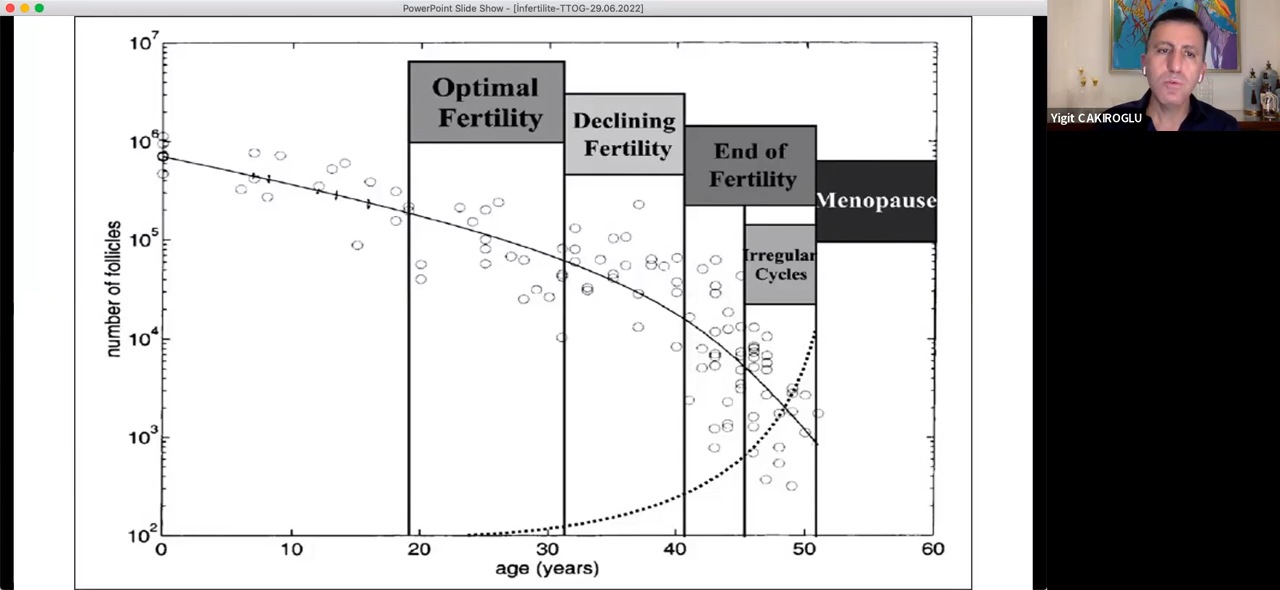 PowerPoint Slide Show - [İnfertilite-TTOG-29.06.2022]
Yigit CAKIROGLU
10⁷
10⁶
10⁵
10⁴
10³
10²
number of follicles
Optimal
Fertility
Declining
Fertility
End of
Fertility
Irregular
Cycles
Menopause
0
10
20
30
40
50
60
age (years)